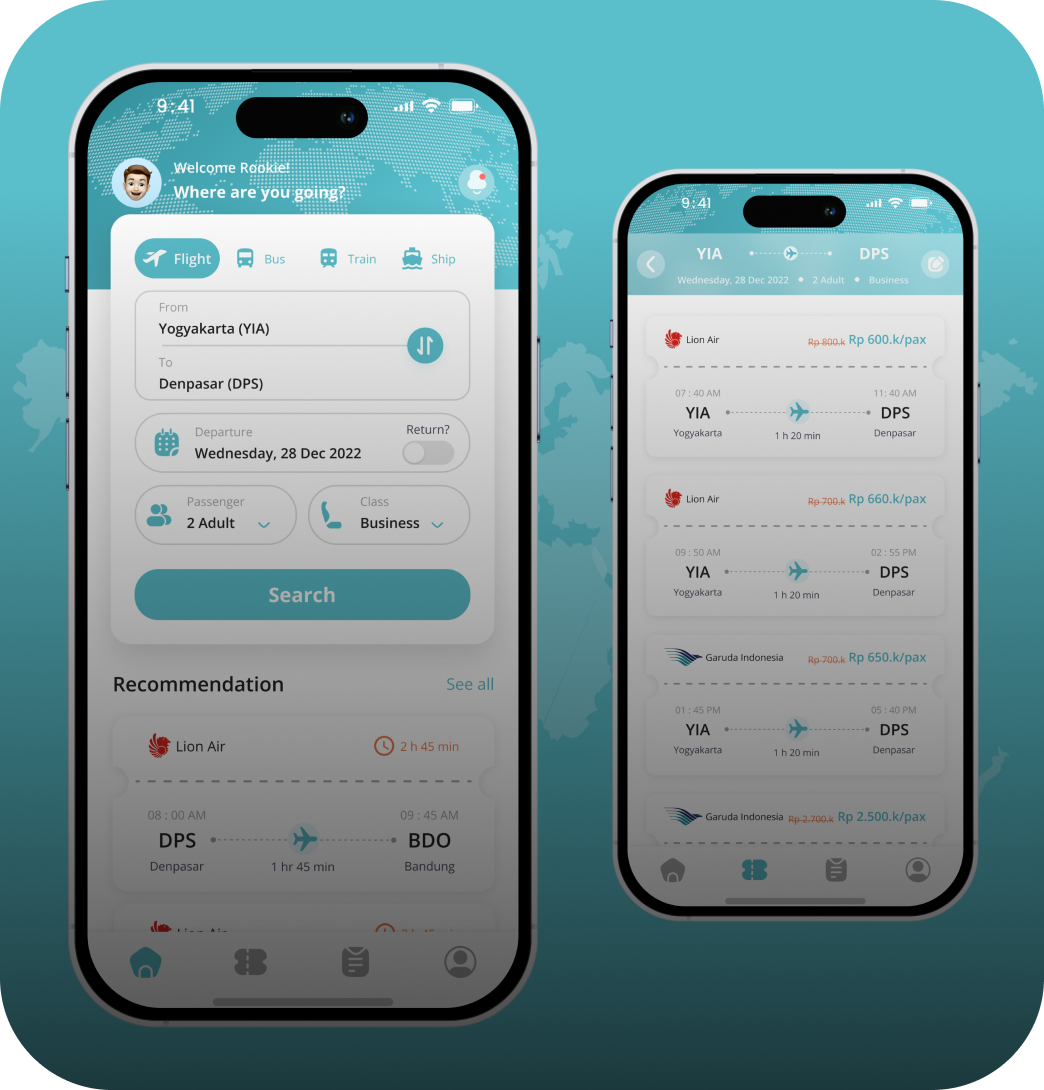 9:41
Welcome Rookie!
Where are you going?
Flight Bus Train Ship
From
Yogyakarta (YIA)
To
Denpasar (DPS)
Departure
Wednesday, 28 Dec 2022
Return?
Passenger
2 Adult
Class
Business
Search
Recommendation See all
Lion Air 2 h 45 min
08 : 00 AM 09 : 45 AM
DPS BDO
Denpasar 1 hr 45 min Bandung
Lion Air
9:41
YIA DPS
Wednesday, 28 Dec 2022 • 2 Adult • Business
Lion Air Rp 800.k Rp 600.k/pax
07 : 40 AM 11: 40 AM
YIA DPS
Yogyakarta 1 h 20 min Denpasar
Lion Air Rp 700.k Rp 660.k/pax
09 : 50 AM 02 : 55 PM
YIA DPS
Yogyakarta 1 h 20 min Denpasar
Garuda Indonesia Rp 700.k Rp 650.k/pax
01 : 45 PM 05 : 40 PM
YIA DPS
Yogyakarta 1 h 20 min Denpasar
Garuda Indonesia Rp 2.700.k Rp 2.500.k/pax